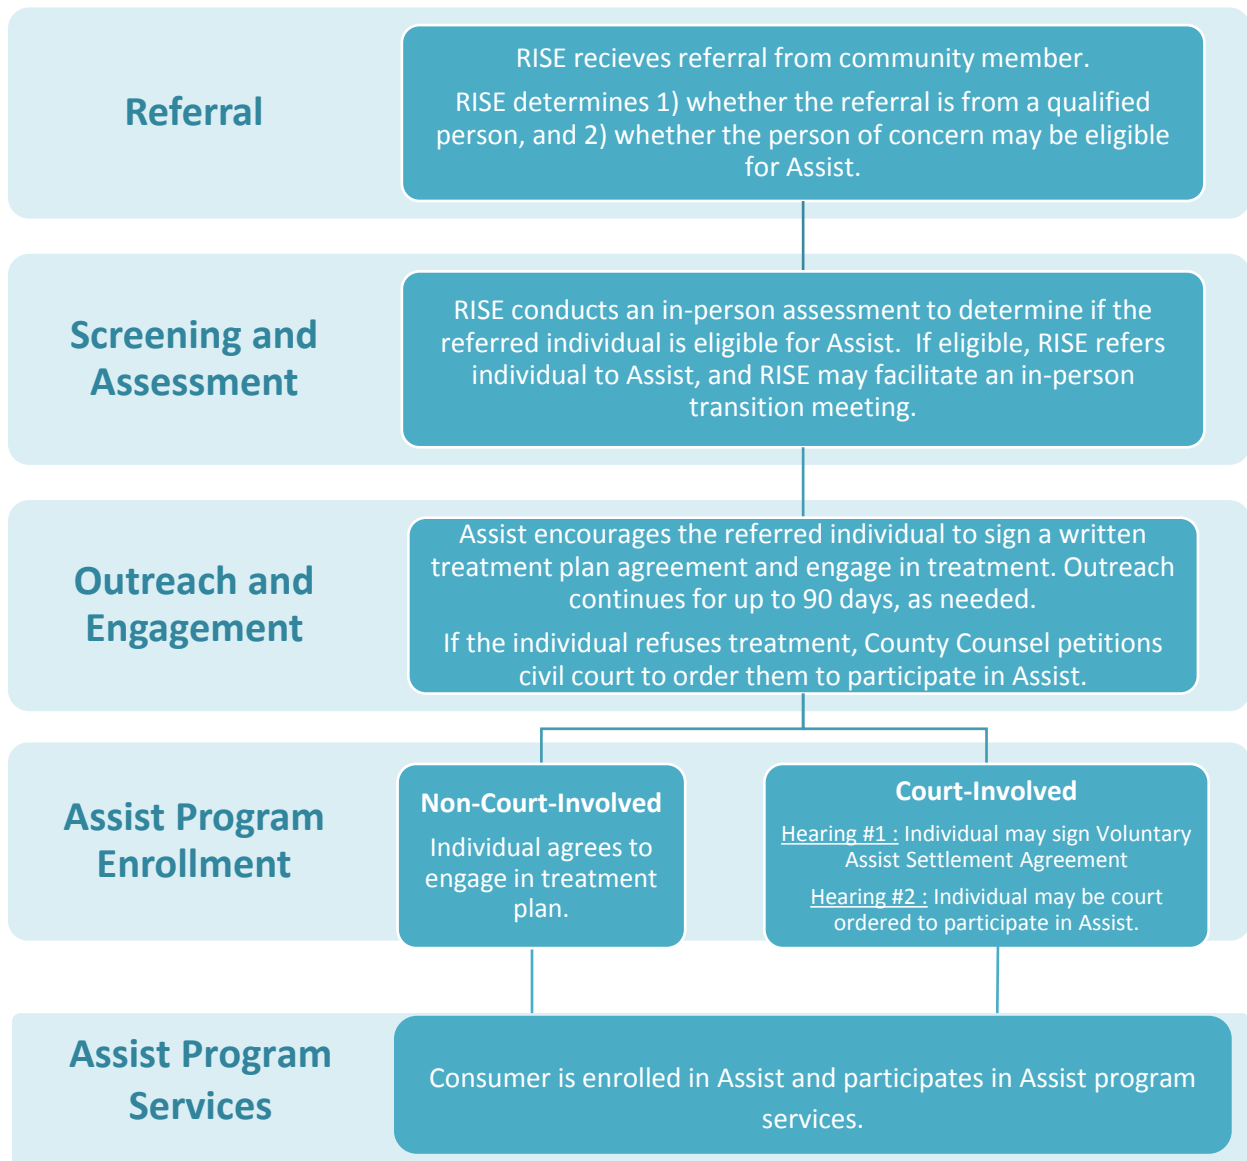 Referral
RISE recieves referral from community member.
RISE determines 1) whether the referral is from a qualified
person, and 2) whether the person of concern may be eligible
for Assist.
Screening and
Assessment
RISE conducts an in-person assessment to determine if the
referred individual is eligible for Assist.  If eligible, RISE refers
individual to Assist, and RISE may facilitate an in-person
transition meeting.
Outreach and
Engagement
Assist encourages the referred individual to sign a written
treatment plan agreement and engage in treatment. Outreach
continues for up to 90 days, as needed.
If the individual refuses treatment, County Counsel petitions
civil court to order them to participate in Assist.
Assist Program
Enrollment
Non-Court-Involved
Individual agrees to
engage in treatment
plan.
Court-Involved
Hearing #1 : Individual may sign Voluntary
Assist Settlement Agreement
Hearing #2 : Individual may be court
ordered to participate in Assist.
Assist Program
Services
Consumer is enrolled in Assist and participates in Assist program
services.